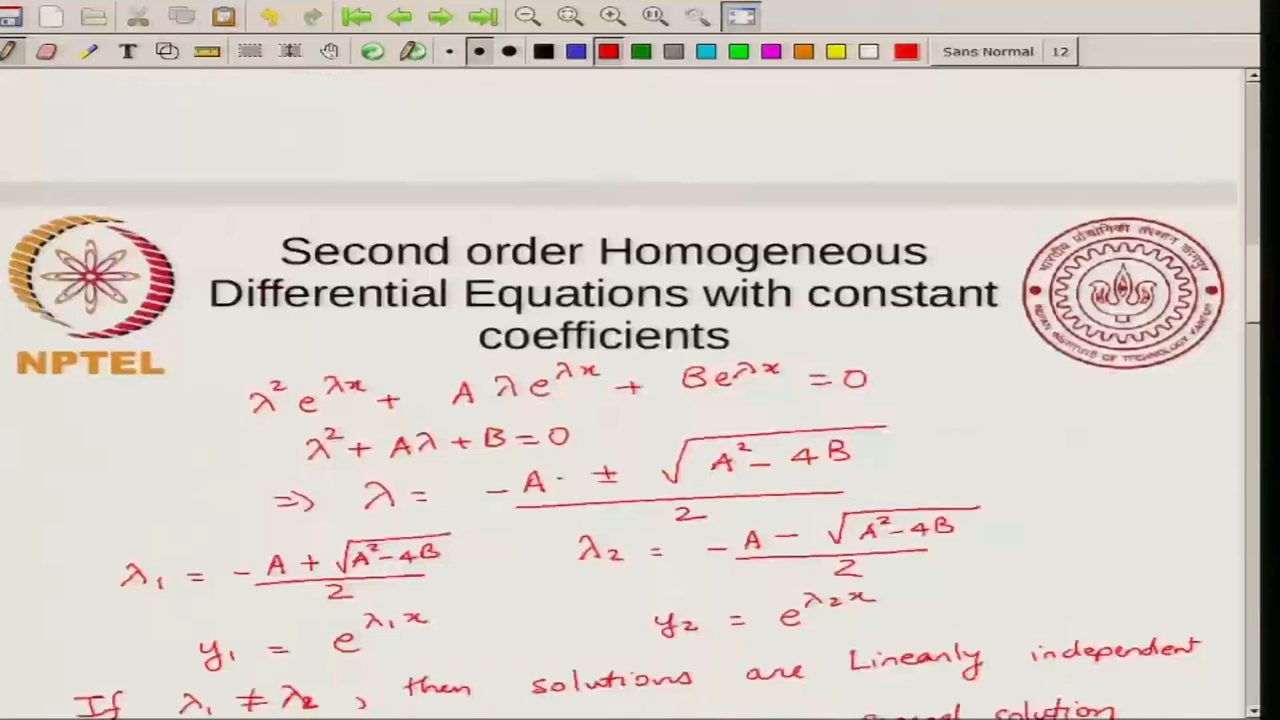 Sans Normal 12
Second order Homogeneous
Differential Equations with constant
coefficients
NPTEL
λ² e^{λx} + A λ e^{λx} + B e^{λx} = 0
λ² + Aλ + B = 0
⇒ λ = (-A ± √(A² - 4B)) / 2
λ₁ = (-A + √(A² - 4B)) / 2 λ₂ = (-A - √(A² - 4B)) / 2
y₁ = e^{λ₁x} y₂ = e^{λ₂x}
If λ₁ ≠ λ₂, then solutions are Linearly independent
solution